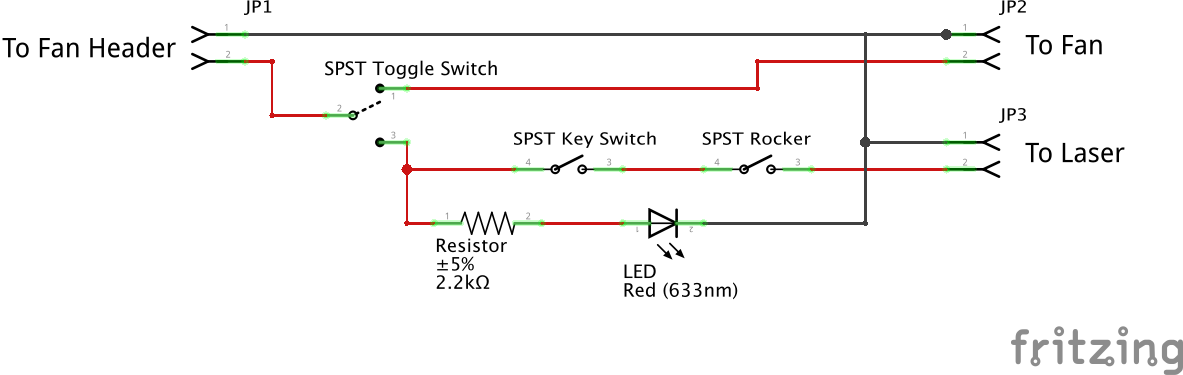 JP1
JP2
To Fan Header
1
2
1
2
To Fan
SPST Toggle Switch
1
2
3
JP3
SPST Key Switch
SPST Rocker
1
2
To Laser
4
3
4
3
1
2
1
2
Resistor
±5%
2.2kΩ
LED
Red (633nm)
fritzing